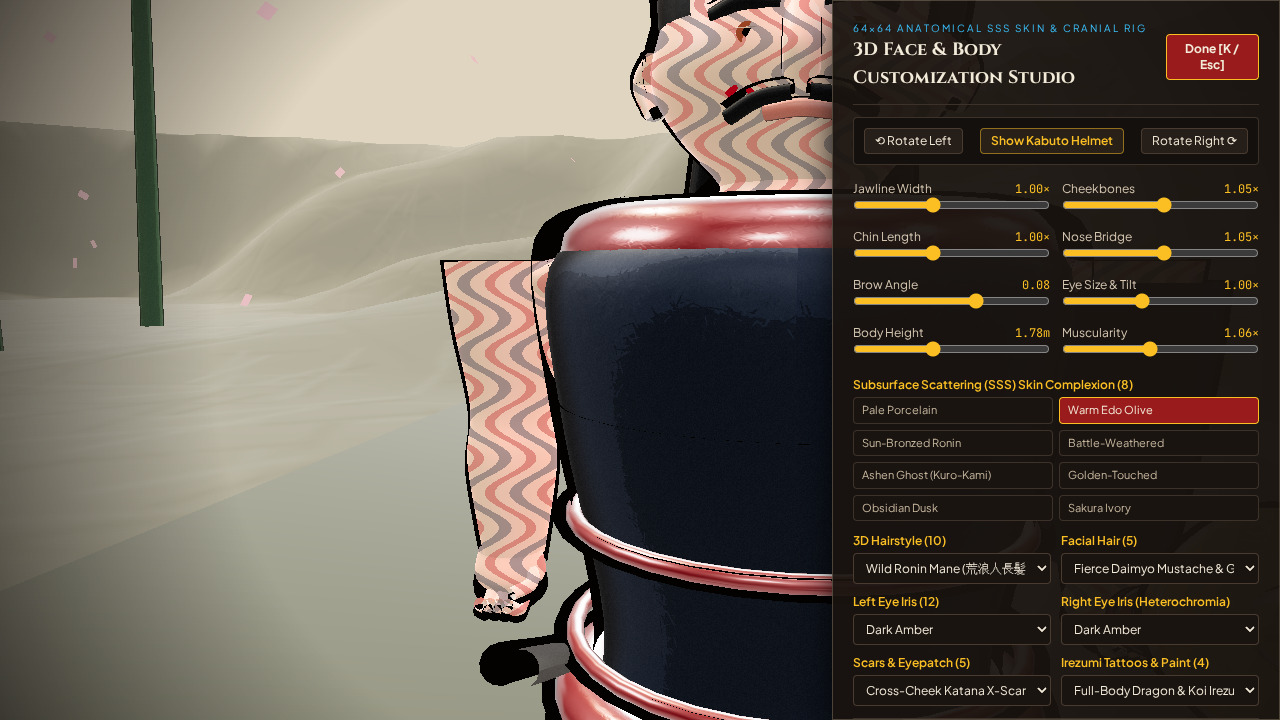 64×64 ANATOMICAL SSS SKIN & CRANIAL RIG
3D Face & Body
Customization Studio
Done [K /
Esc]
⟲ Rotate Left
Show Kabuto Helmet
Rotate Right ⟳
Jawline Width 1.00×
Cheekbones 1.05×
Chin Length 1.00×
Nose Bridge 1.05×
Brow Angle 0.08
Eye Size & Tilt 1.00×
Body Height 1.78m
Muscularity 1.06×
Subsurface Scattering (SSS) Skin Complexion (8)
Pale Porcelain
Warm Edo Olive
Sun-Bronzed Ronin
Battle-Weathered
Ashen Ghost (Kuro-Kami)
Golden-Touched
Obsidian Dusk
Sakura Ivory
3D Hairstyle (10)
Facial Hair (5)
Wild Ronin Mane (荒浪人長髪
Fierce Daimyo Mustache & G
Left Eye Iris (12)
Right Eye Iris (Heterochromia)
Dark Amber
Dark Amber
Scars & Eyepatch (5)
Irezumi Tattoos & Paint (4)
Cross-Cheek Katana X-Scar
Full-Body Dragon & Koi Irezu